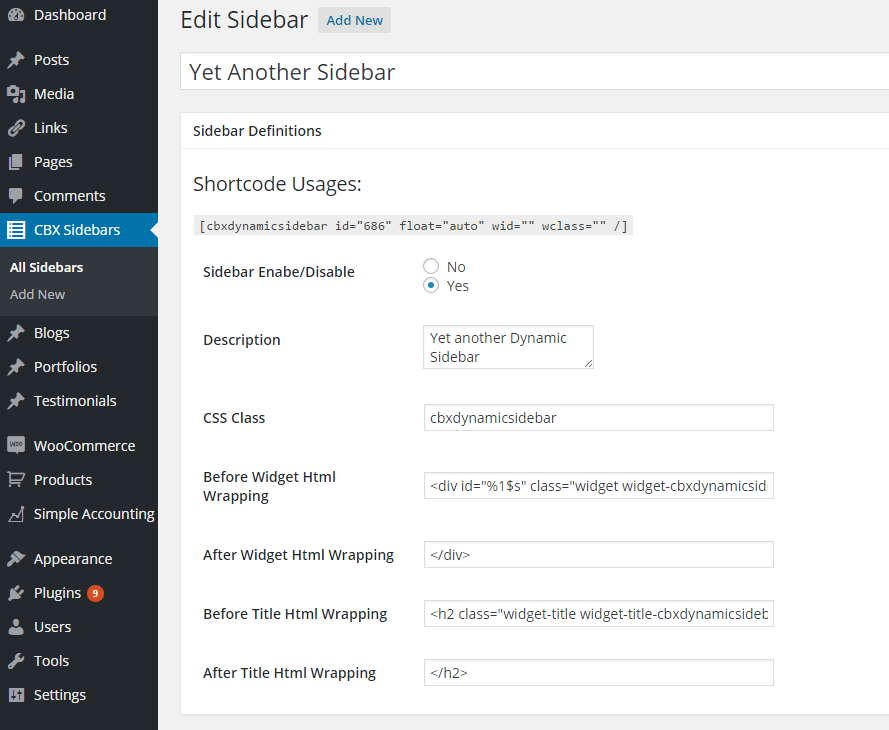 Dashboard
Posts
Media
Links
Pages
Comments
CBX Sidebars
All Sidebars
Add New
Blogs
Portfolios
Testimonials
WOO WooCommerce
Products
Simple Accounting
Appearance
Plugins 9
Users
Tools
Settings
Edit Sidebar Add New
Yet Another Sidebar
Sidebar Definitions
Shortcode Usages:
[cbxdynamicsidebar id="686" float="auto" wid="" wclass="" /]
Sidebar Enabe/Disable
No
Yes
Description
Yet another Dynamic
Sidebar
CSS Class
cbxdynamicsidebar
Before Widget Html
Wrapping
<div id="%1$s" class="widget widget-cbxdynamicsid
After Widget Html Wrapping
</div>
Before Title Html Wrapping
<h2 class="widget-title widget-title-cbxdynamicsideb
After Title Html Wrapping
</h2>